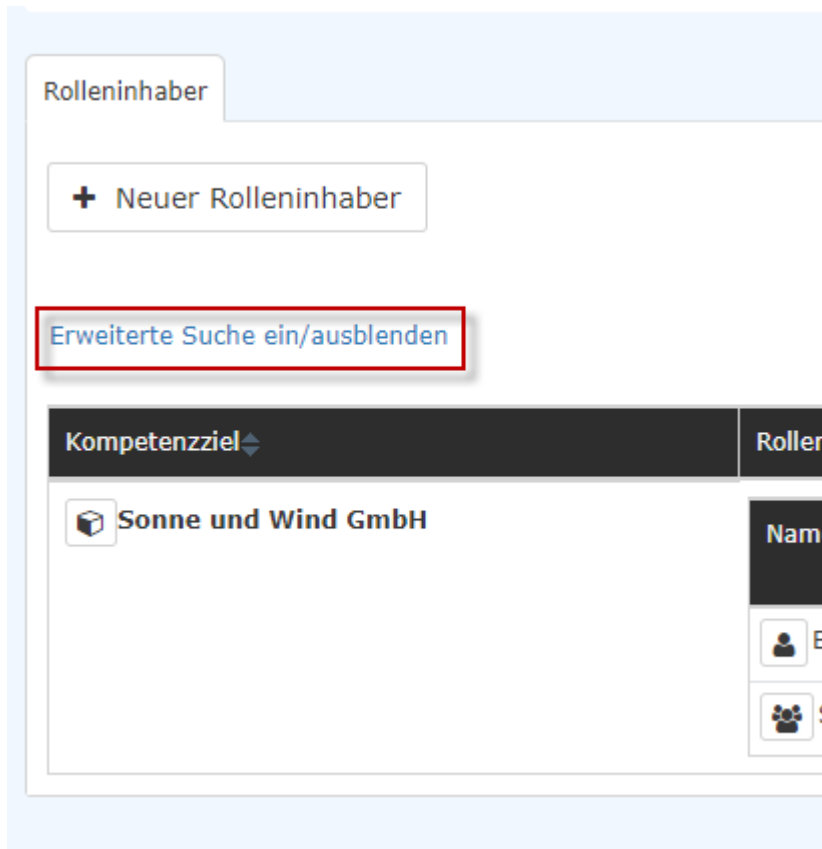 Rolleninhaber
+ Neuer Rolleninhaber
Erweiterte Suche ein/ausblenden
Kompetenzziel
Sonne und Wind GmbH